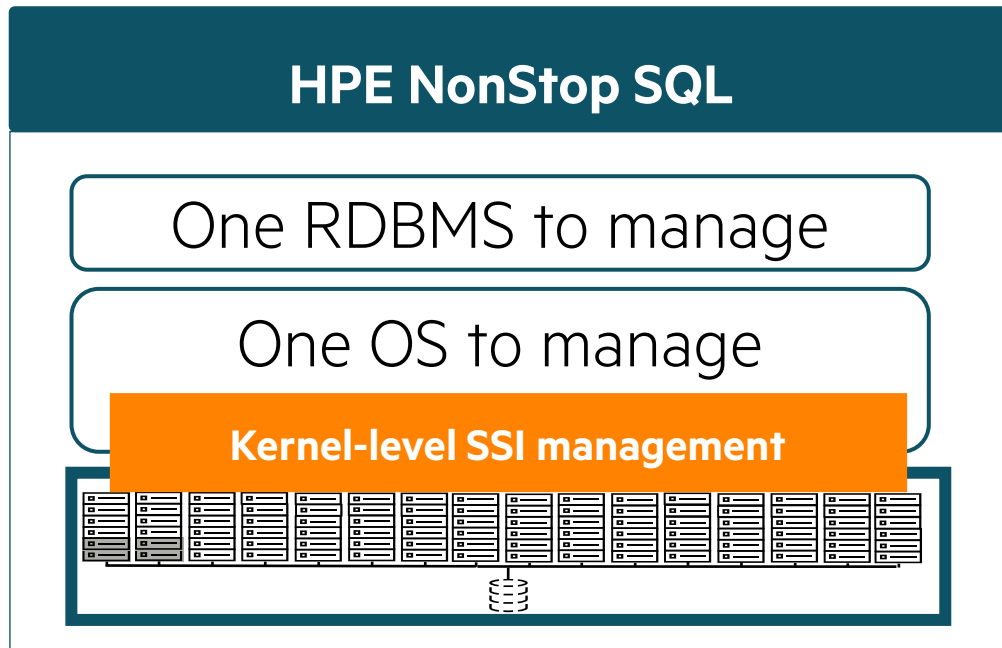 HPE NonStop SQL
One RDBMS to manage
One OS to manage
Kernel-level SSI management